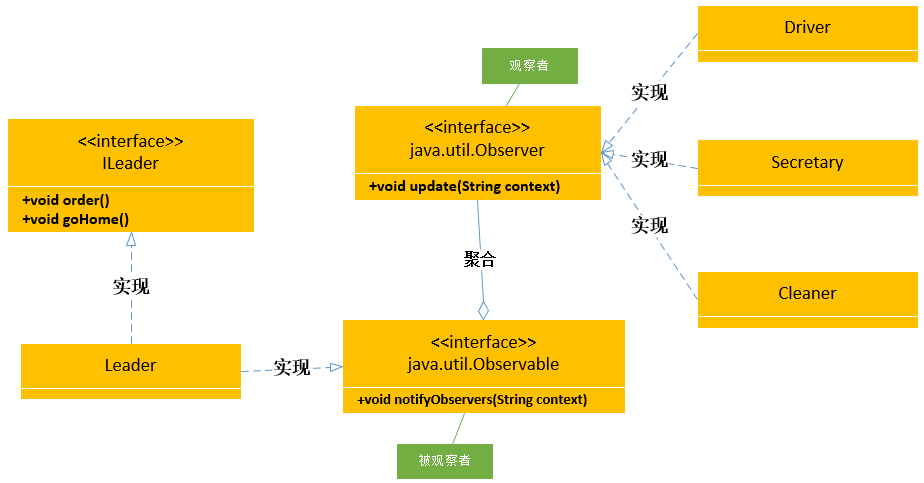 Driver
观察者
实现
<<interface>>
java.util.Observer
+void update(String context)
<<interface>>
ILeader
+void order()
+void goHome()
实现
Secretary
实现
聚合
实现
Cleaner
<<interface>>
java.util.Observable
+void notifyObservers(String context)
Leader
实现
被观察者